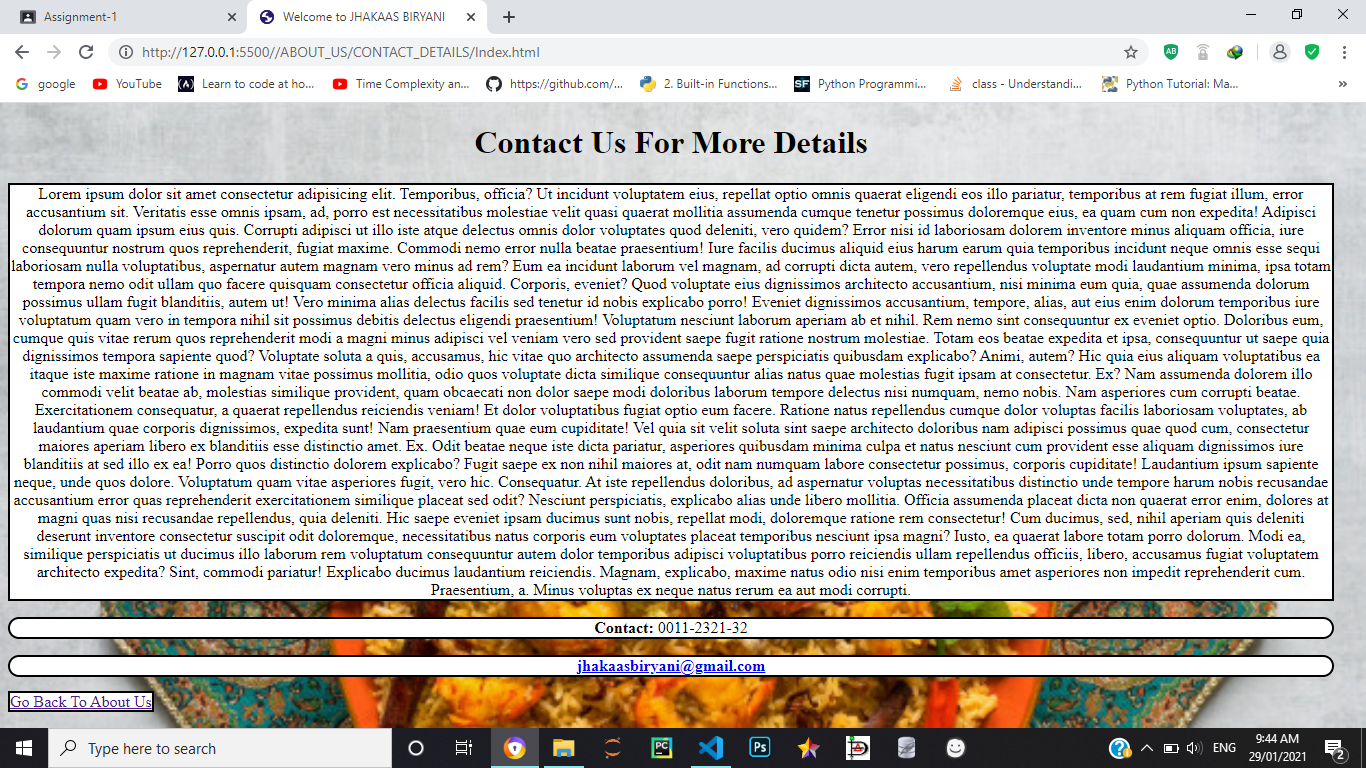 Assignment-1
Welcome to JHAKAAS BIRYANI
http://127.0.0.1:5500//ABOUT_US/CONTACT_DETAILS/Index.html
google
YouTube
Learn to code at ho...
Time Complexity an...
https://github.com/...
2. Built-in Functions...
SF
Python Programmi...
class - Understandi...
Python Tutorial: Ma...
Contact Us For More Details
Lorem ipsum dolor sit amet consectetur adipisicing elit. Temporibus, officia? Ut incidunt voluptatem eius, repellat optio omnis quaerat eligendi eos illo pariatur, temporibus at rem fugiat illum, error
accusantium sit. Veritatis esse omnis ipsam, ad, porro est necessitatibus molestiae velit quasi quaerat mollitia assumenda cumque tenetur possimus doloremque eius, ea quam cum non expedita! Adipisci
dolorum quam ipsum eius quis. Corrupti adipisci ut illo iste atque delectus omnis dolor voluptates quod deleniti, vero quidem? Error nisi id laboriosam dolorem inventore minus aliquam officia, iure
consequuntur nostrum quos reprehenderit, fugiat maxime. Commodi nemo error nulla beatae praesentium! Iure facilis ducimus aliquid eius harum earum quia temporibus incidunt neque omnis esse sequi
laboriosam nulla voluptatibus, aspernatur autem magnam vero minus ad rem? Eum ea incidunt laborum vel magnam, ad corrupti dicta autem, vero repellendus voluptate modi laudantium minima, ipsa totam
tempora nemo odit ullam quo facere quisquam consectetur officia aliquid. Corporis, eveniet? Quod voluptate eius dignissimos architecto accusantium, nisi minima eum quia, quae assumenda dolorum
possimus ullam fugit blanditiis, autem ut! Vero minima alias delectus facilis sed tenetur id nobis explicabo porro! Eveniet dignissimos accusantium, tempore, alias, aut eius enim dolorum temporibus iure
voluptatum quam vero in tempora nihil sit possimus debitis delectus eligendi praesentium! Voluptatum nesciunt laborum aperiam ab et nihil. Rem nemo sint consequuntur ex eveniet optio. Doloribus eum,
cumque quis vitae rerum quos reprehenderit modi a magni minus adipisci vel veniam vero sed provident saepe fugit ratione nostrum molestiae. Totam eos beatae expedita et ipsa, consequuntur ut saepe quia
dignissimos tempora sapiente quod? Voluptate soluta a quis, accusamus, hic vitae quo architecto assumenda saepe perspiciatis quibusdam explicabo? Animi, autem? Hic quia eius aliquam voluptatibus ea
itaque iste maxime ratione in magnam vitae possimus mollitia, odio quos voluptate dicta similique consequuntur alias natus quae molestias fugit ipsam at consectetur. Ex? Nam assumenda dolorem illo
commodi velit beatae ab, molestias similique provident, quam obcaecati non dolor saepe modi doloribus laborum tempore delectus nisi numquam, nemo nobis. Nam asperiores cum corrupti beatae.
Exercitationem consequatur, a quaerat repellendus reiciendis veniam! Et dolor voluptatibus fugiat optio eum facere. Ratione natus repellendus cumque dolor voluptas facilis laboriosam voluptates, ab
laudantium quae corporis dignissimos, expedita sunt! Nam praesentium quae eum cupiditate! Vel quia sit velit soluta sint saepe architecto doloribus nam adipisci possimus quae quod cum, consectetur
maiores aperiam libero ex blanditiis esse distinctio amet. Ex. Odit beatae neque iste dicta pariatur, asperiores quibusdam minima culpa et natus nesciunt cum provident esse aliquam dignissimos iure
blanditiis at sed illo ex ea! Porro quos distinctio dolorem explicabo? Fugit saepe ex non nihil maiores at, odit nam numquam labore consectetur possimus, corporis cupiditate! Laudantium ipsum sapiente
neque, unde quos dolore. Voluptatum quam vitae asperiores fugit, vero hic. Consequatur. At iste repellendus doloribus, ad aspernatur voluptas necessitatibus distinctio unde tempore harum nobis recusandae
accusantium error quas reprehenderit exercitationem similique placeat sed odit? Nesciunt perspiciatis, explicabo alias unde libero mollitia. Officia assumenda placeat dicta non quaerat error enim, dolores at
magni quas nisi recusandae repellendus, quia deleniti. Hic saepe eveniet ipsam ducimus sunt nobis, repellat modi, doloremque ratione rem consectetur! Cum ducimus, sed, nihil aperiam quis deleniti
deserunt inventore consectetur suscipit odit doloremque, necessitatibus natus corporis eum voluptates placeat temporibus nesciunt ipsa magni? Iusto, ea quaerat labore totam porro dolorum. Modi ea,
similique perspiciatis ut ducimus illo laborum rem voluptatum consequuntur autem dolor temporibus adipisci voluptatibus porro reiciendis ullam repellendus officiis, libero, accusamus fugiat voluptatem
architecto expedita? Sint, commodi pariatur! Explicabo ducimus laudantium reiciendis. Magnam, explicabo, maxime natus odio nisi enim temporibus amet asperiores non impedit reprehenderit cum.
Praesentium, a. Minus voluptas ex neque natus rerum ea aut modi corrupti.
Contact: 0011-2321-32
jhakaasbiryani@gmail.com
Go Back To About Us
Type here to search
ENG
9:44 AM
29/01/2021
2